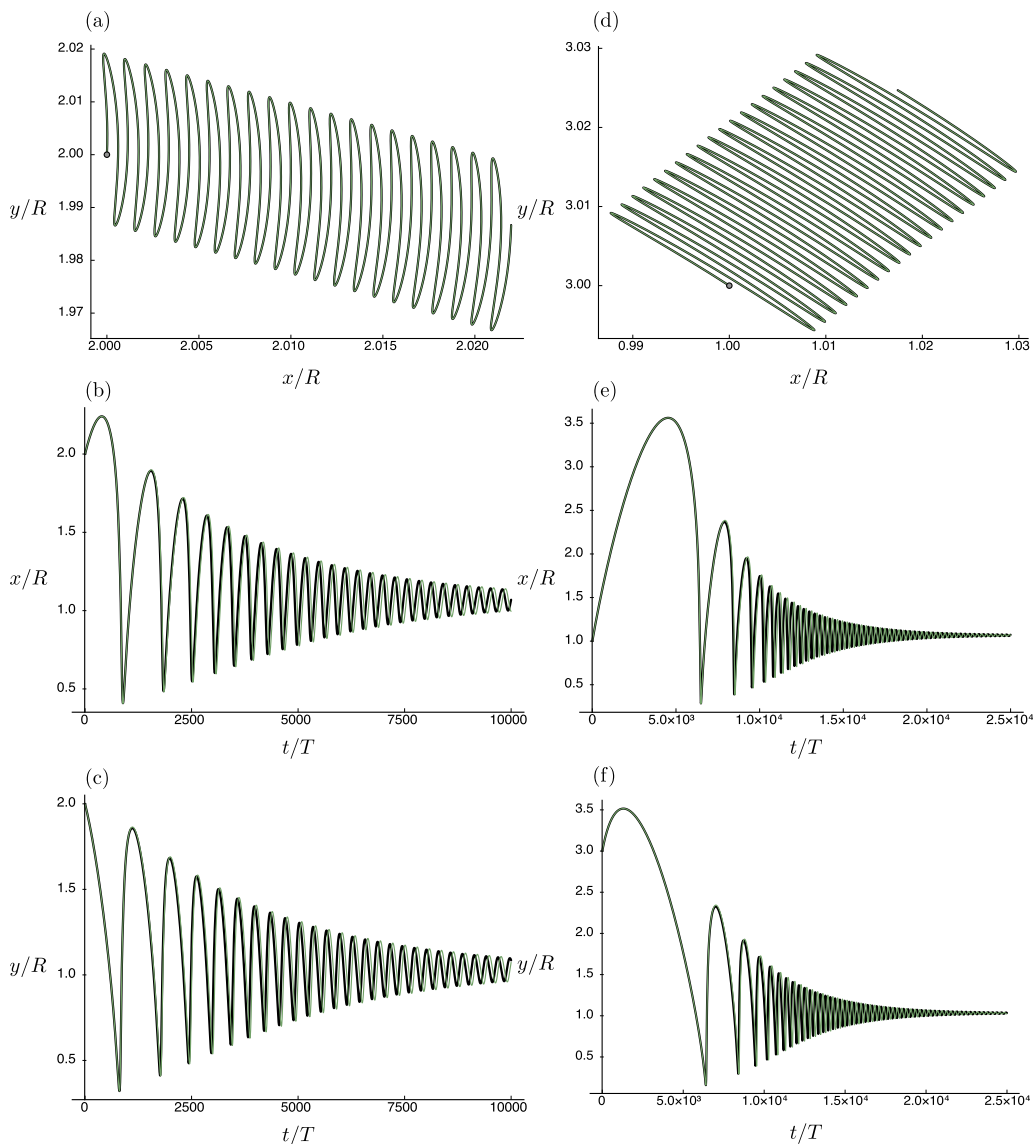 (a)
2.02
2.01
2.00
1.99
1.98
1.97
y/R
2.000 2.005 2.010 2.015 2.020
x/R
(d)
3.03
3.02
3.01
3.00
y/R
0.99 1.00 1.01 1.02 1.03
x/R
(b)
2.0
1.5
1.0
0.5
x/R
0 2500 5000 7500 10000
t/T
(e)
3.5
3.0
2.5
2.0
1.5
1.0
0.5
x/R
0 5.0×10³ 1.0×10⁴ 1.5×10⁴ 2.0×10⁴ 2.5×10⁴
t/T
(c)
2.0
1.5
1.0
0.5
y/R
0 2500 5000 7500 10000
t/T
(f)
3.5
3.0
2.5
2.0
1.5
1.0
0.5
y/R
0 5.0×10³ 1.0×10⁴ 1.5×10⁴ 2.0×10⁴ 2.5×10⁴
t/T